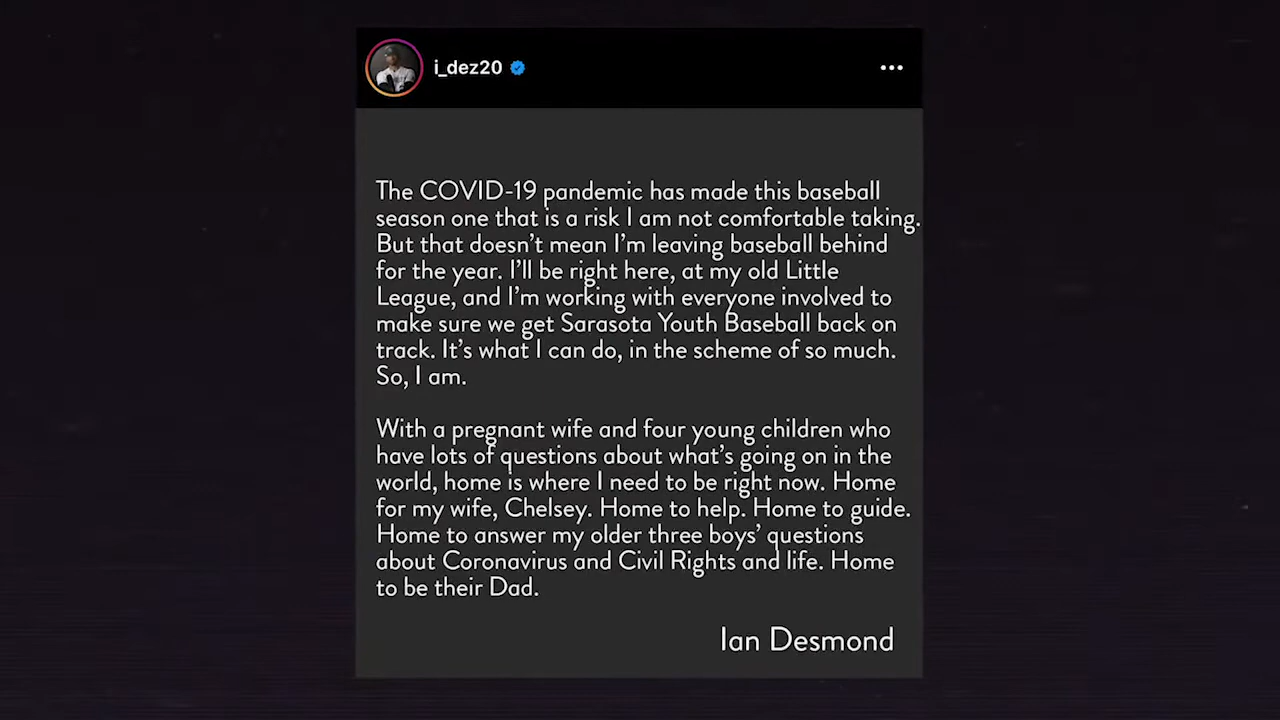 i_dez20
The COVID-19 pandemic has made this baseball
season one that is a risk I am not comfortable taking.
But that doesn't mean I'm leaving baseball behind
for the year. I'll be right here, at my old Little
League, and I'm working with everyone involved to
make sure we get Sarasota Youth Baseball back on
track. It's what I can do, in the scheme of so much.
So, I am.
With a pregnant wife and four young children who
have lots of questions about what's going on in the
world, home is where I need to be right now. Home
for my wife, Chelsey. Home to help. Home to guide.
Home to answer my older three boys' questions
about Coronavirus and Civil Rights and life. Home
to be their Dad.
Ian Desmond